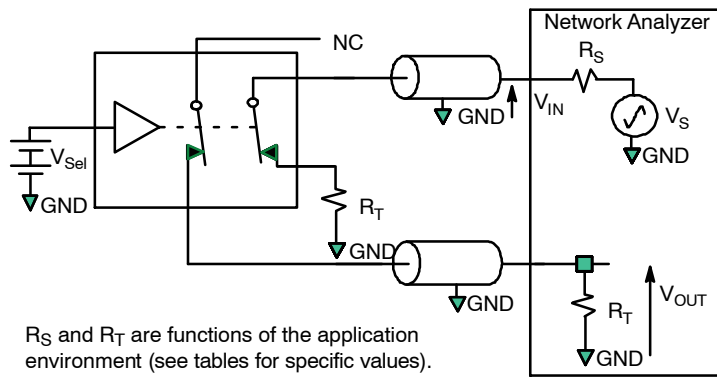 Network Analyzer
NC
R_S
GND
V_IN
V_S
GND
V_Sel
GND
R_T
GND
GND
R_T
V_OUT
GND
R_S and R_T are functions of the application
environment (see tables for specific values).